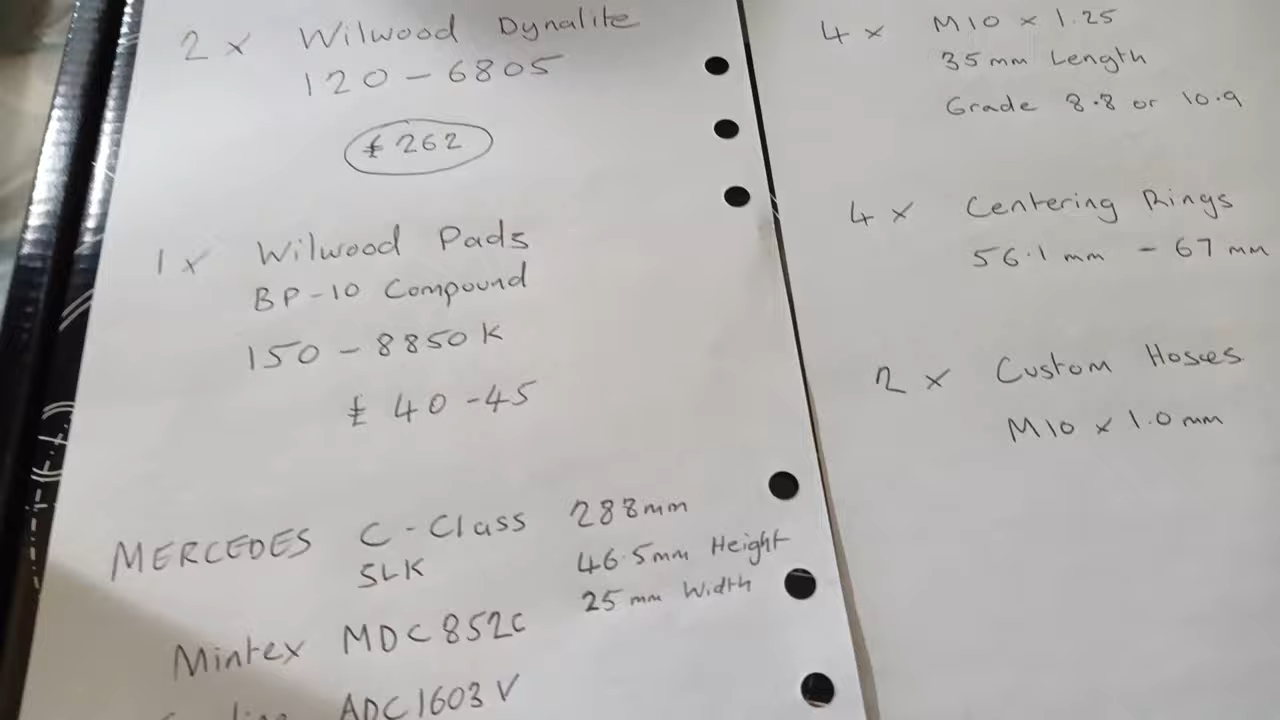 2 x Wilwood Dynalite
120-6805
£262
1 x Wilwood Pads
BP-10 Compound
150-8850K
£40-45
MERCEDES C-Class 288mm
SLK 46.5mm Height
25mm Width
Mintex MDC852C
ADC1603V
4 x M10 x 1.25
35mm Length
Grade 8.8 or 10.9
4 x Centering Rings
56.1mm - 67mm
2 x Custom Hoses
M10 x 1.0mm